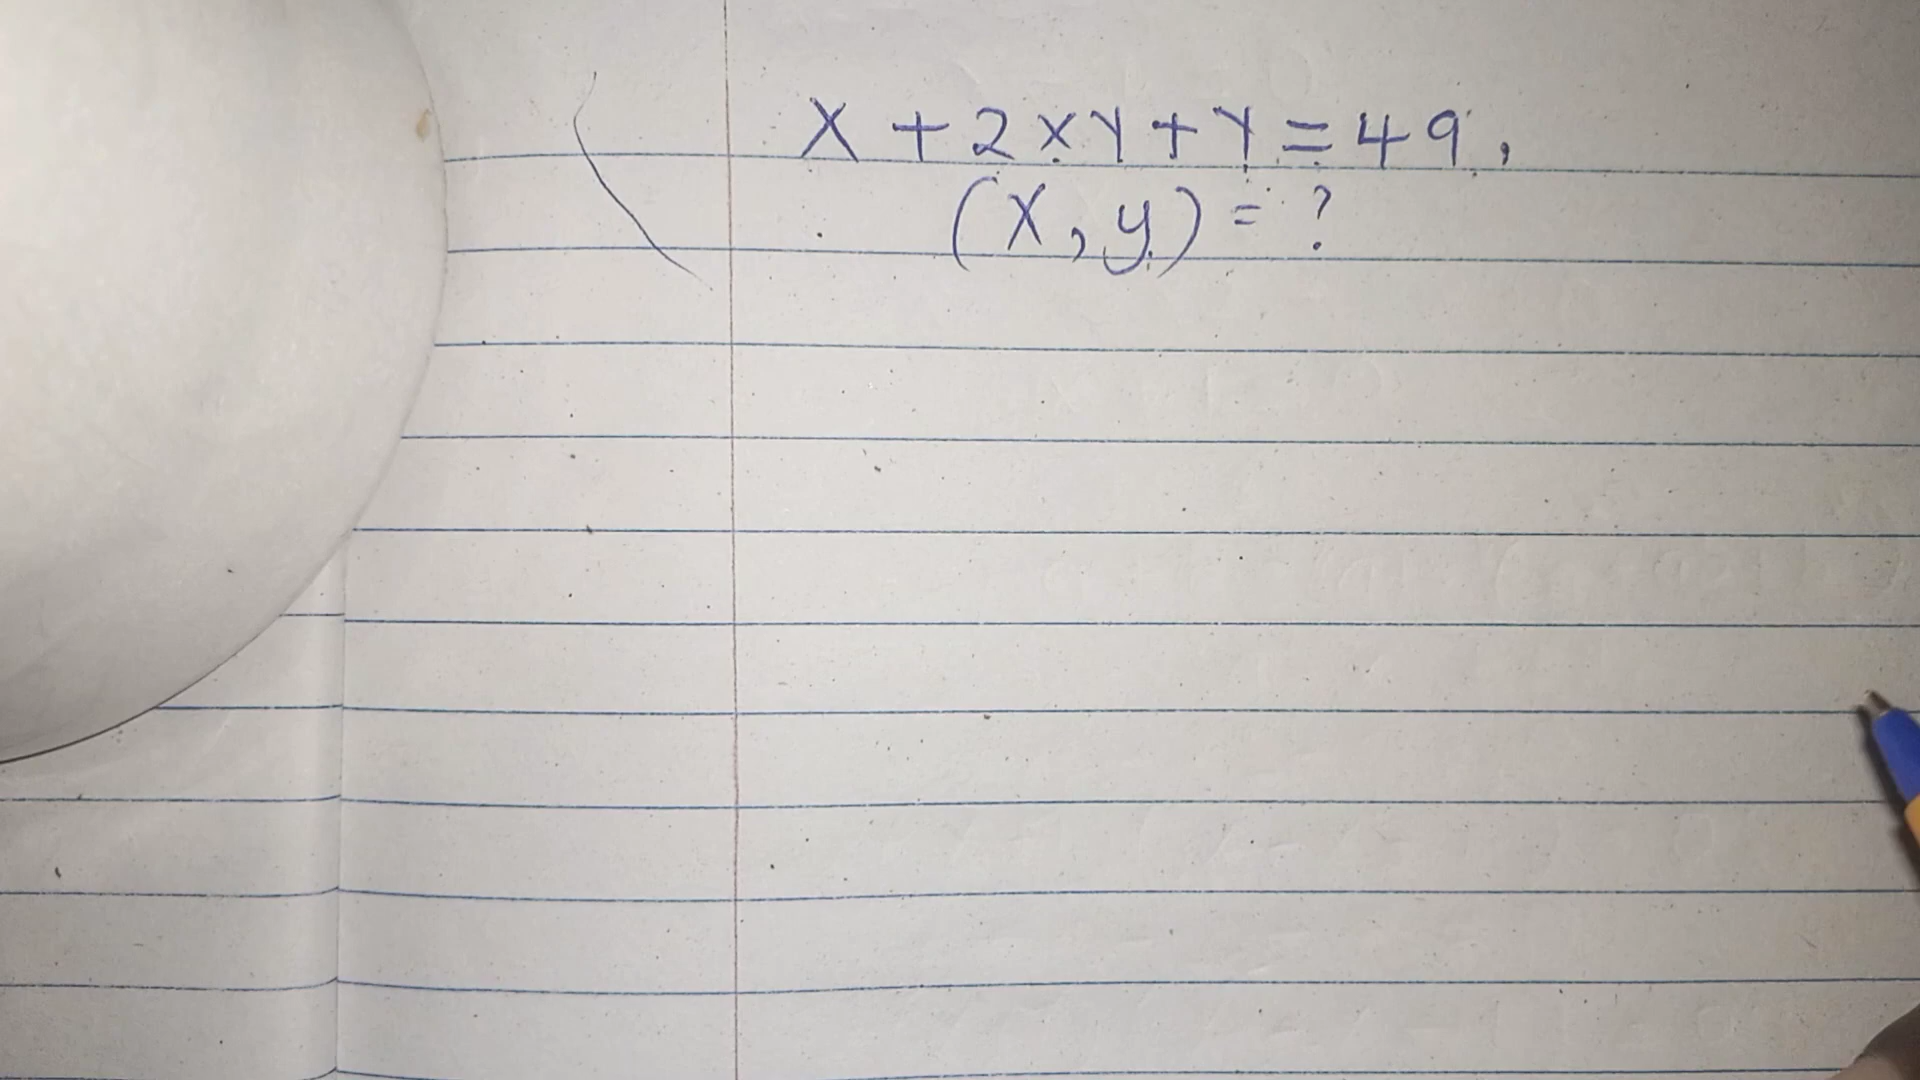 X + 2xY + Y = 49,
(X, y) = ?